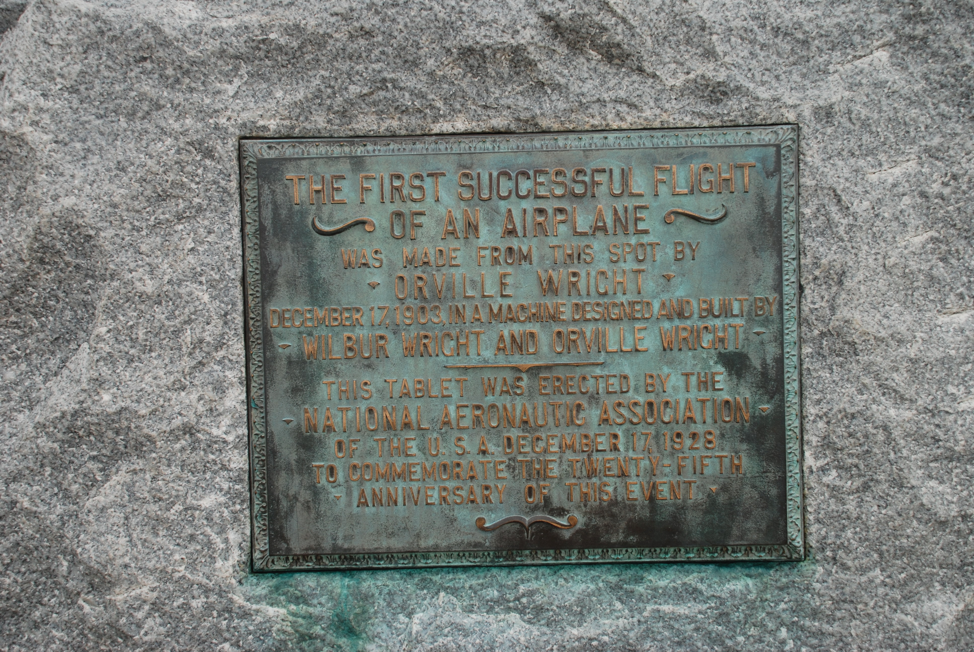 THE FIRST SUCCESSFUL FLIGHT
OF AN AIRPLANE
WAS MADE FROM THIS SPOT BY
ORVILLE WRIGHT
DECEMBER 17, 1903, IN A MACHINE DESIGNED AND BUILT BY
WILBUR WRIGHT AND ORVILLE WRIGHT
THIS TABLET WAS ERECTED BY THE
NATIONAL AERONAUTIC ASSOCIATION
OF THE U.S.A. DECEMBER 17, 1928
TO COMMEMORATE THE TWENTY-FIFTH
ANNIVERSARY OF THIS EVENT